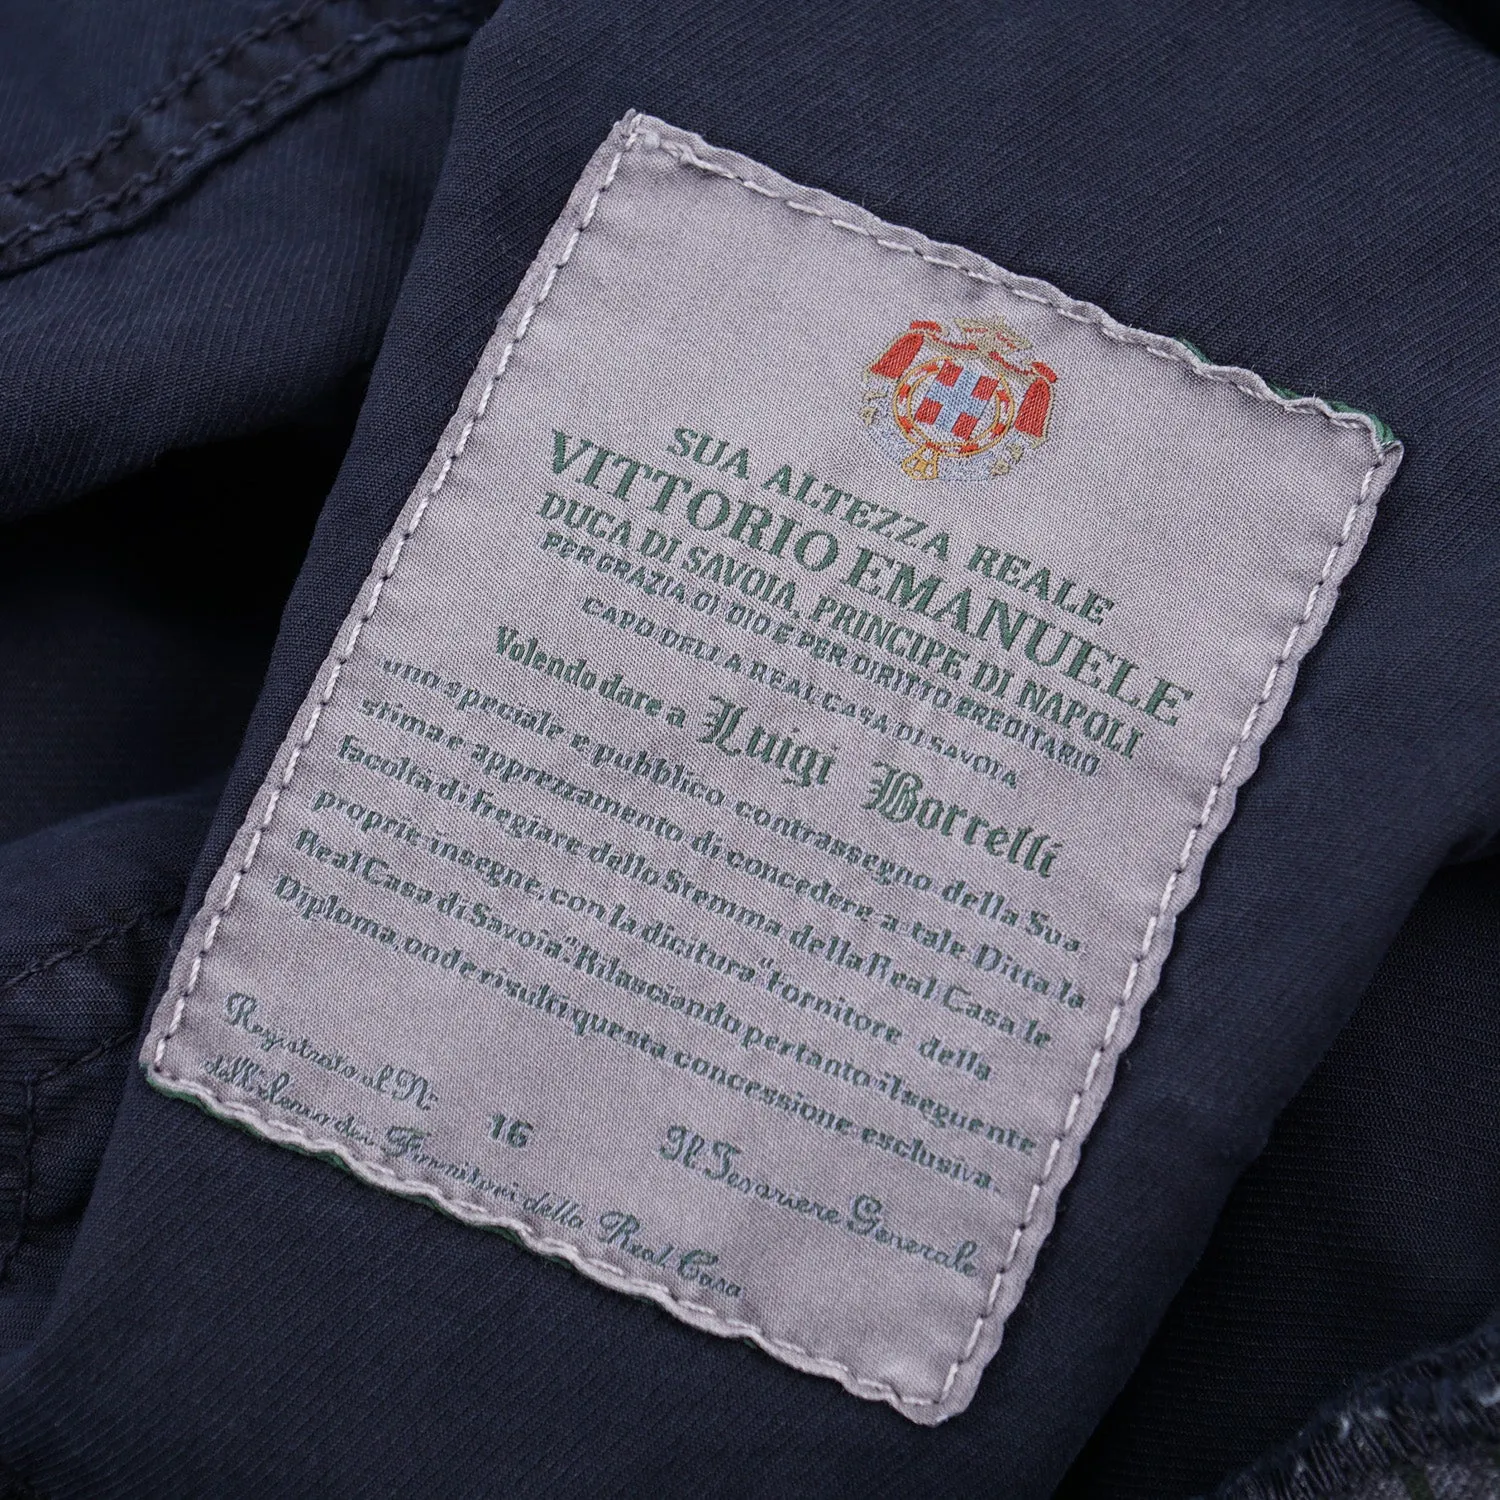 SUA ALTEZZA REALE
VITTORIO EMANUELE
DUCA DI SAVOIA, PRINCIPE DI NAPOLI
PER GRAZIA DI DIO E PER DIRITTO EREDITARIO
CAPO DELLA REAL CASA DI SAVOIA
Volendo dare a Luigi Borrelli
uno speciale e pubblico contrassegno della Sua
stima e apprezzamento di concedere a tale Ditta la
facolta di fregiare dello Stemma della Real Casa le
proprie insegne, con la dicitura "Fornitore della
Real Casa di Savoia". Rilasciando pertanto il seguente
Diploma, onde risulti questa concessione esclusiva.
Registrato al N: 16 Il Tesoriere Generale
dell'elenco dei Fornitori della Real Casa